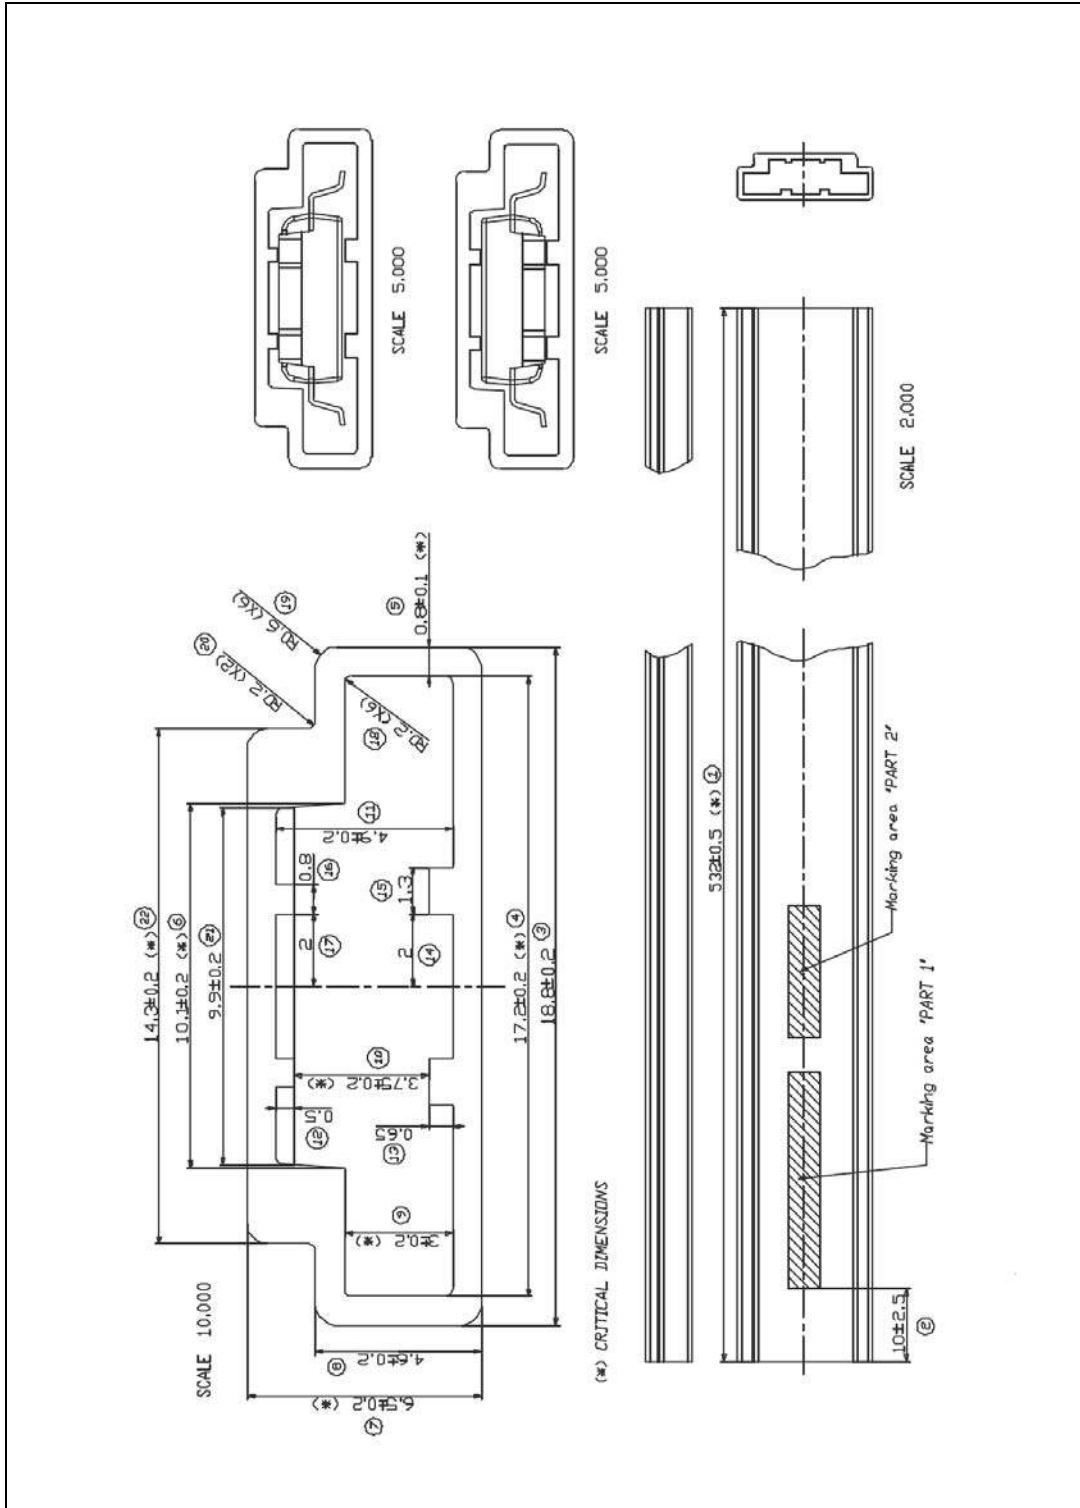 SCALE 5,000
SCALE 5,000
SCALE 2,000
SCALE 10,000
14,3±0.2 (*) 22
10,1±0.2 (*) 6
9,9±0.2 21
R0.2 (X2) 20
R0.6 (X6) 19
R0.2 (X6) 18
0.8±0.1 (*) 5
4.9±0.2 11
0.8 16
2 17
1.3 15
2 14
3.75±0.2 (*) 10
0.5 12
0.65 13
3±0.2 (*) 9
17.2±0.2 (*) 4
18.8±0.2 3
4.6±0.2 8
6.5±0.2 (*) 7
(*) CRITICAL DIMENSIONS
532±0.5 (*) 1
Marking area 'PART 2'
Marking area 'PART 1'
10±2.5
2